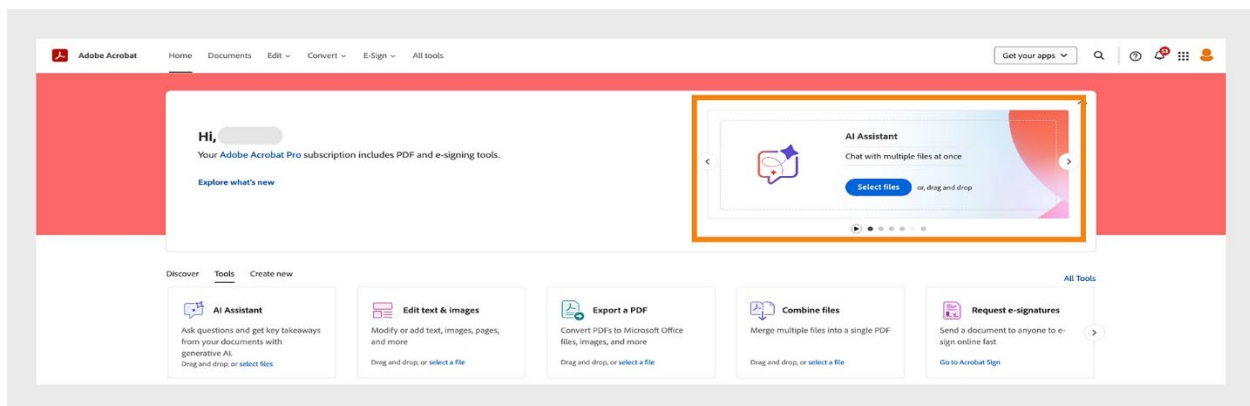 Adobe Acrobat Home Documents Edit Convert E-Sign All tools Get your apps 13
Hi,
Your Adobe Acrobat Pro subscription includes PDF and e-signing tools.
Explore what's new
AI Assistant
Chat with multiple files at once
Select files or, drag and drop
Discover Tools Create new All Tools
AI Assistant
Ask questions and get key takeaways
from your documents with
generative AI.
Drag and drop, or select files
Edit text & images
Modify or add text, images, pages,
and more
Drag and drop, or select a file
Export a PDF
Convert PDFs to Microsoft Office
files, images, and more
Drag and drop, or select a file
Combine files
Merge multiple files into a single PDF
Drag and drop, or select a file
Request e-signatures
Send a document to anyone to e-
sign online fast
Go to Acrobat Sign